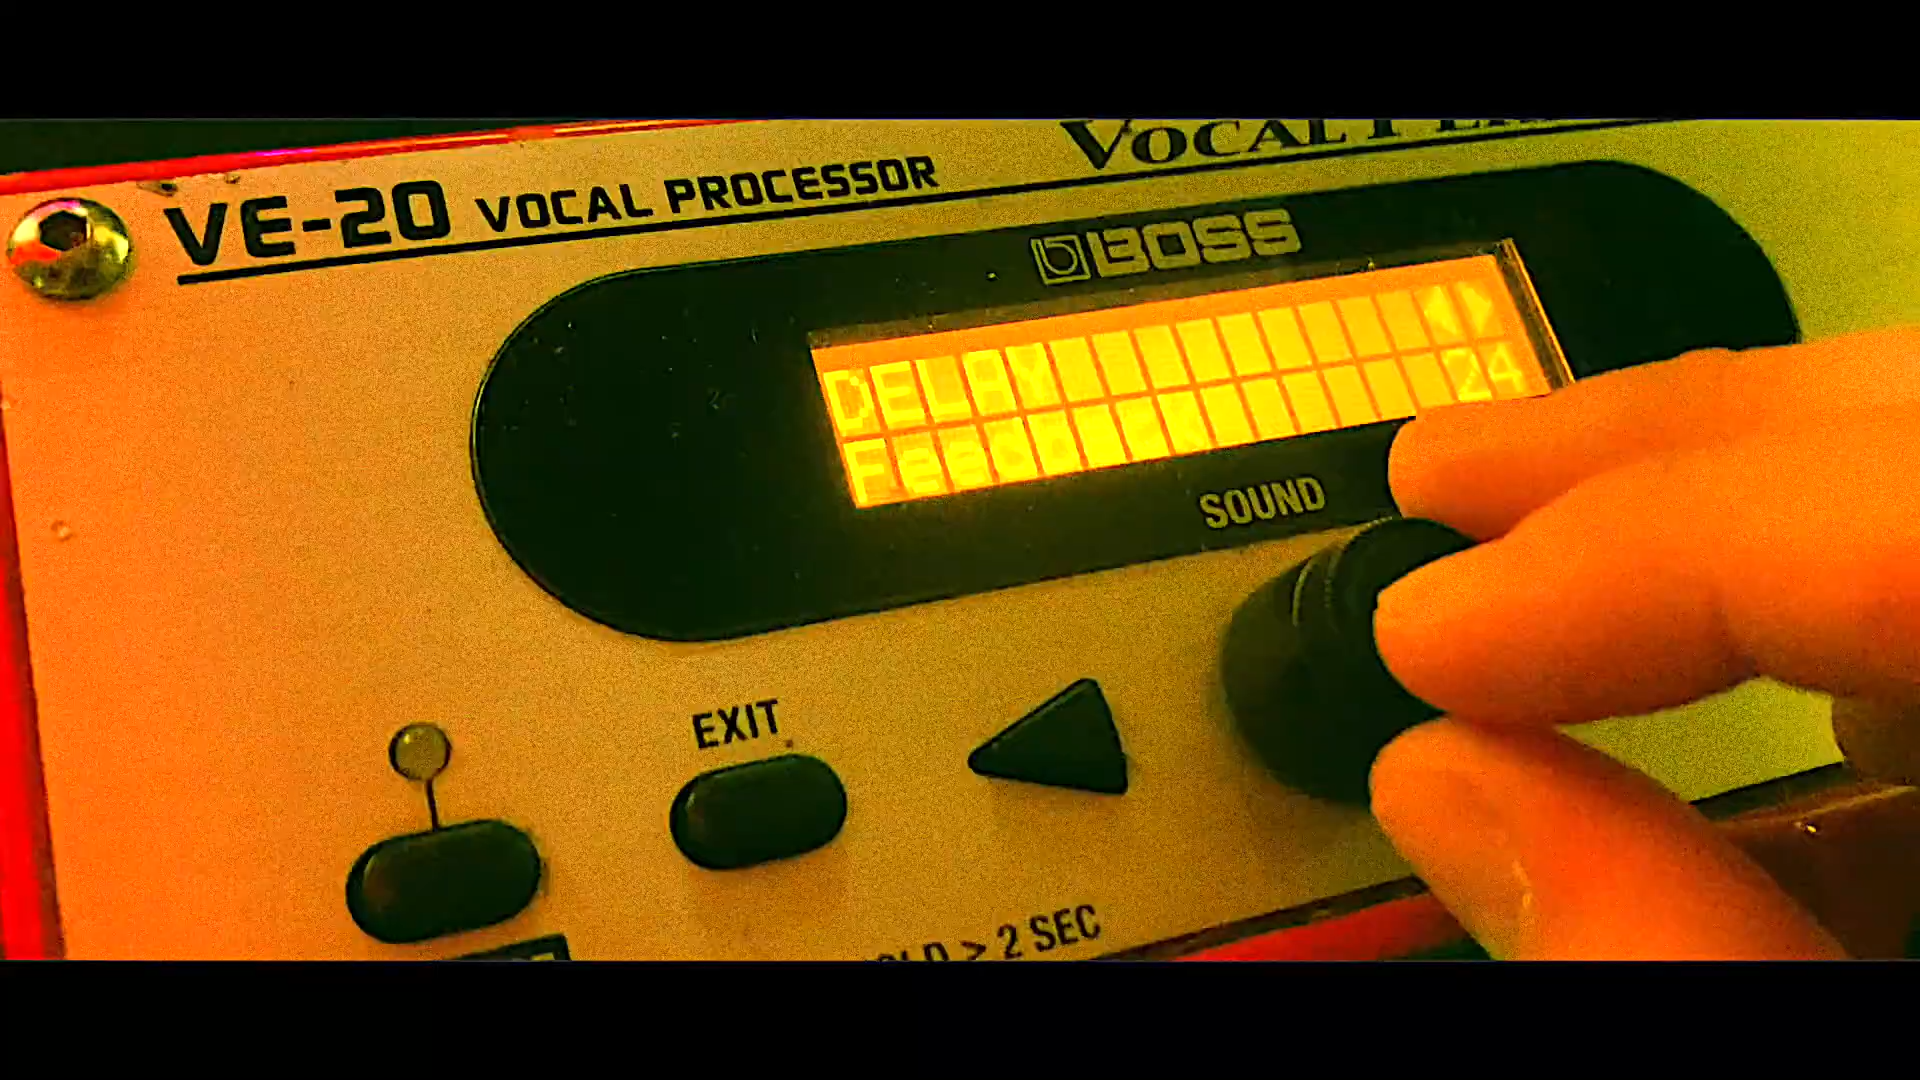 VE-20 VOCAL PROCESSOR
VOCAL
BOSS
DELAY
Feedback 24
SOUND
EXIT
> 2 SEC